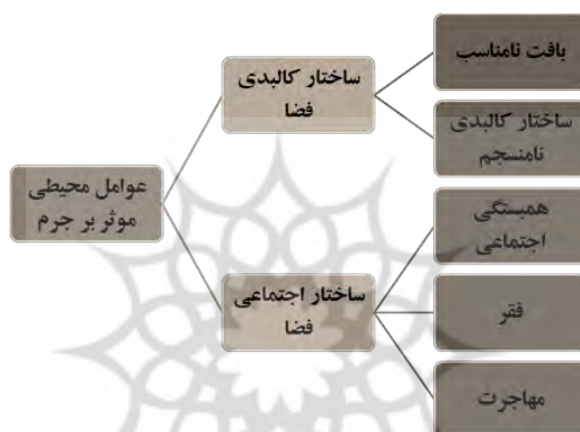 عوامل محیطی
موثر بر جرم
ساختار کالبدی
فضا
بافت نامناسب
ساختار کالبدی
نامنسجم
ساختار اجتماعی
فضا
همبستگی
اجتماعی
فقر
مهاجرت